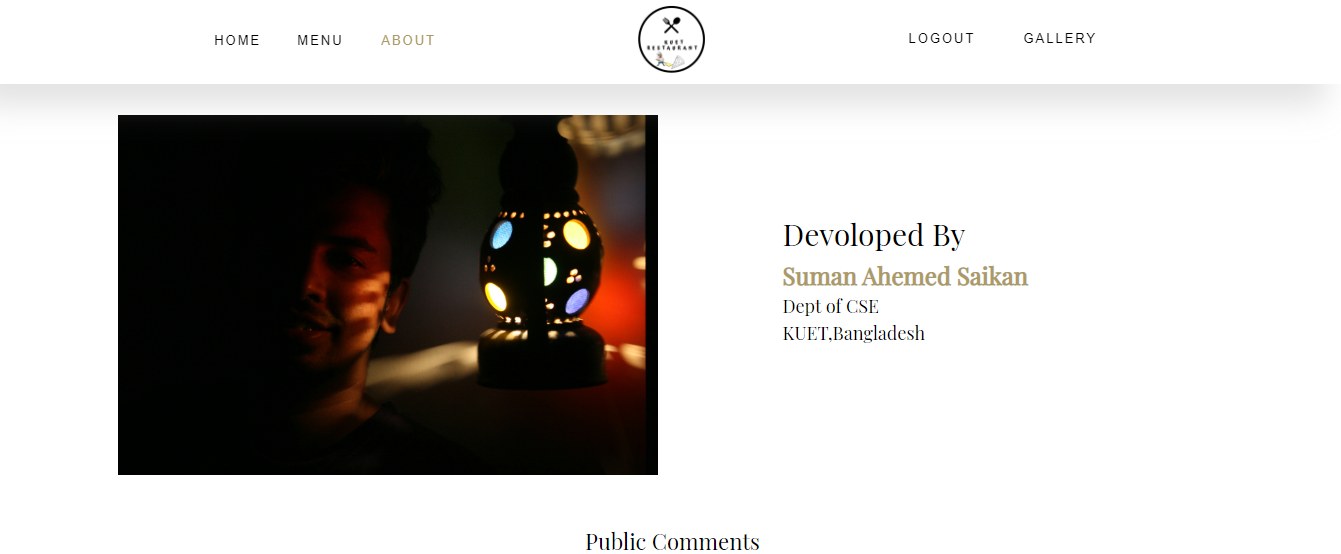 HOME MENU ABOUT
KUET
RESTAURANT
LOGOUT GALLERY
Devoloped By
Suman Ahemed Saikan
Dept of CSE
KUET,Bangladesh
Public Comments